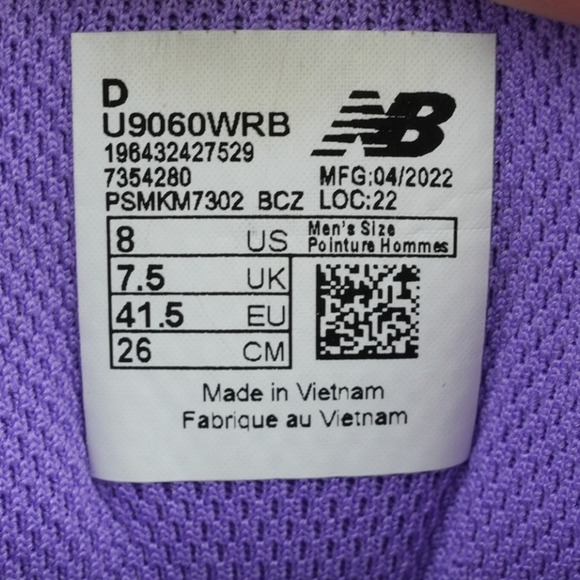 D
U9060WRB
NB
196432427529
7354280 MFG:04/2022
PSMKM7302 BCZ LOC:22
8 US Men's Size
Pointure Hommes
7.5 UK
41.5 EU
26 CM
Made in Vietnam
Fabrique au Vietnam